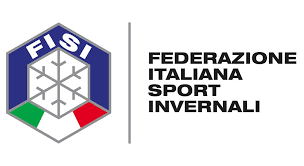 FISI
FEDERAZIONE
ITALIANA
SPORT
INVERNALI